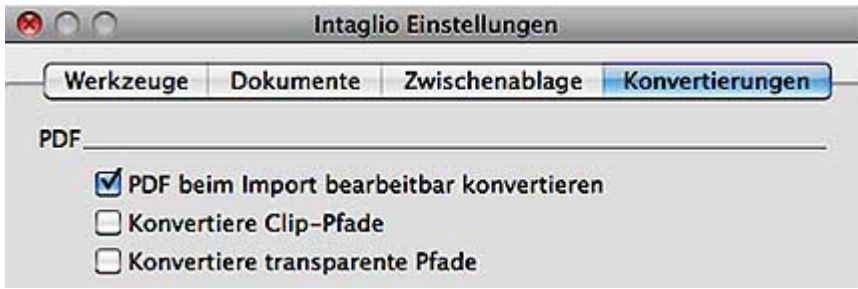 Intaglio Einstellungen
Werkzeuge Dokumente Zwischenablage Konvertierungen
PDF
PDF beim Import bearbeitbar konvertieren
Konvertiere Clip-Pfade
Konvertiere transparente Pfade